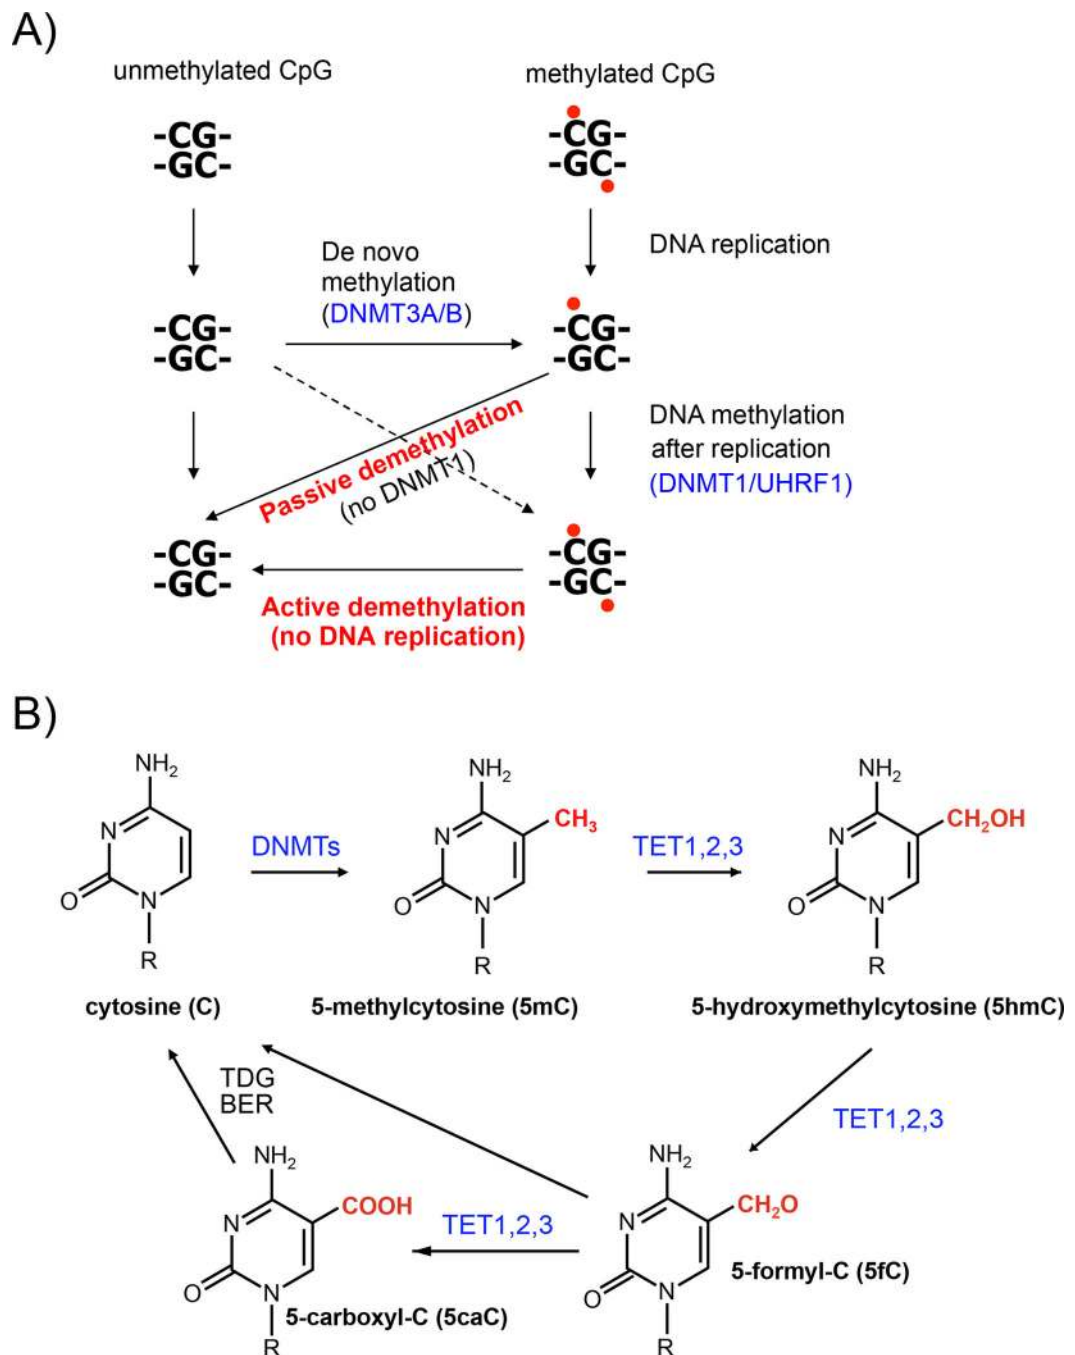 A)
unmethylated CpG
methylated CpG
-CG-
-GC-
-CG-
-GC-
DNA replication
De novo
methylation
(DNMT3A/B)
-CG-
-GC-
-CG-
-GC-
Passive demethylation
(no DNMT1)
DNA methylation
after replication
(DNMT1/UHRF1)
-CG-
-GC-
-CG-
-GC-
Active demethylation
(no DNA replication)
B)
NH2
N
O
N
R
cytosine (C)
DNMTs
NH2
CH3
N
O
N
R
5-methylcytosine (5mC)
TET1,2,3
NH2
CH2OH
N
O
N
R
5-hydroxymethylcytosine (5hmC)
TET1,2,3
TDG
BER
NH2
COOH
N
O
N
R
5-carboxyl-C (5caC)
TET1,2,3
NH2
CH2O
N
O
N
R
5-formyl-C (5fC)